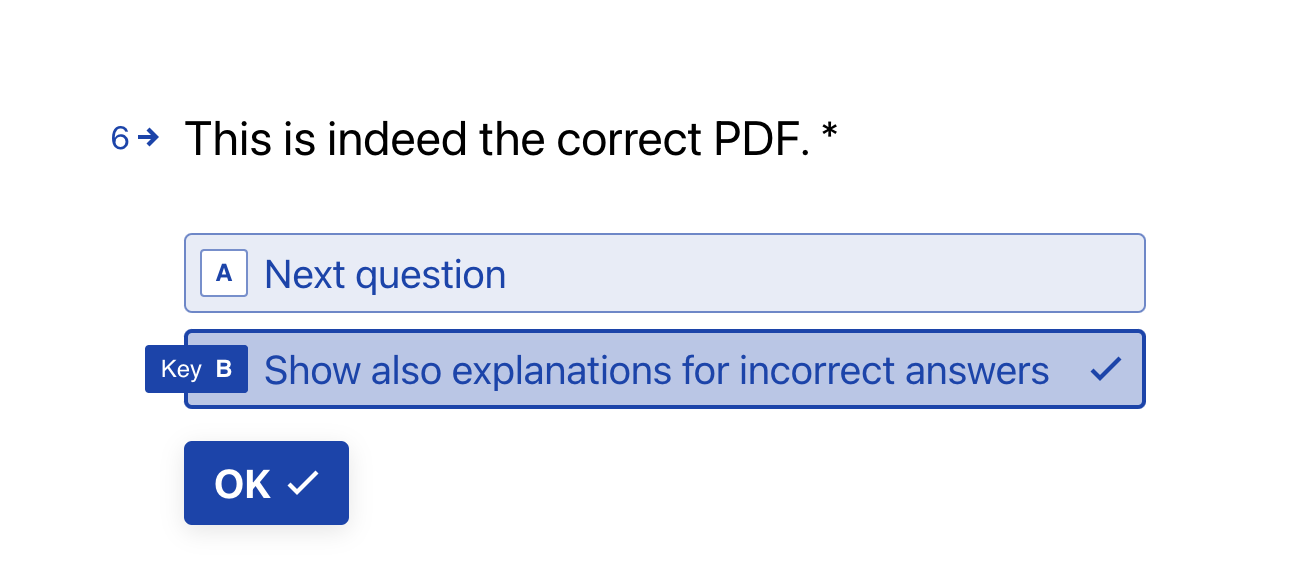 6 → This is indeed the correct PDF. *
A Next question
Key B Show also explanations for incorrect answers
OK